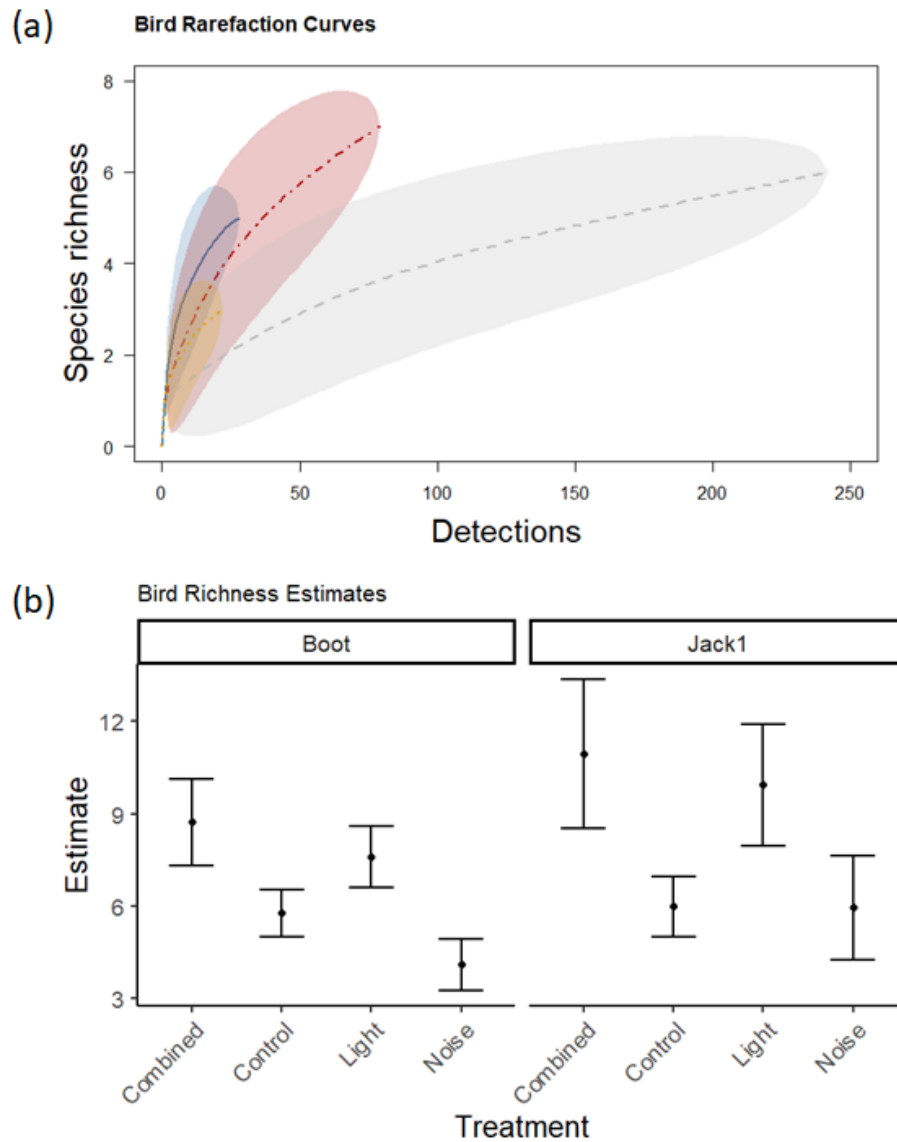 (a)
Bird Rarefaction Curves
8
6
4
2
0
Species richness
0 50 100 150 200 250
Detections
(b)
Bird Richness Estimates
Boot Jack1
12
9
6
3
Estimate
Combined Control Light Noise Combined Control Light Noise
Treatment